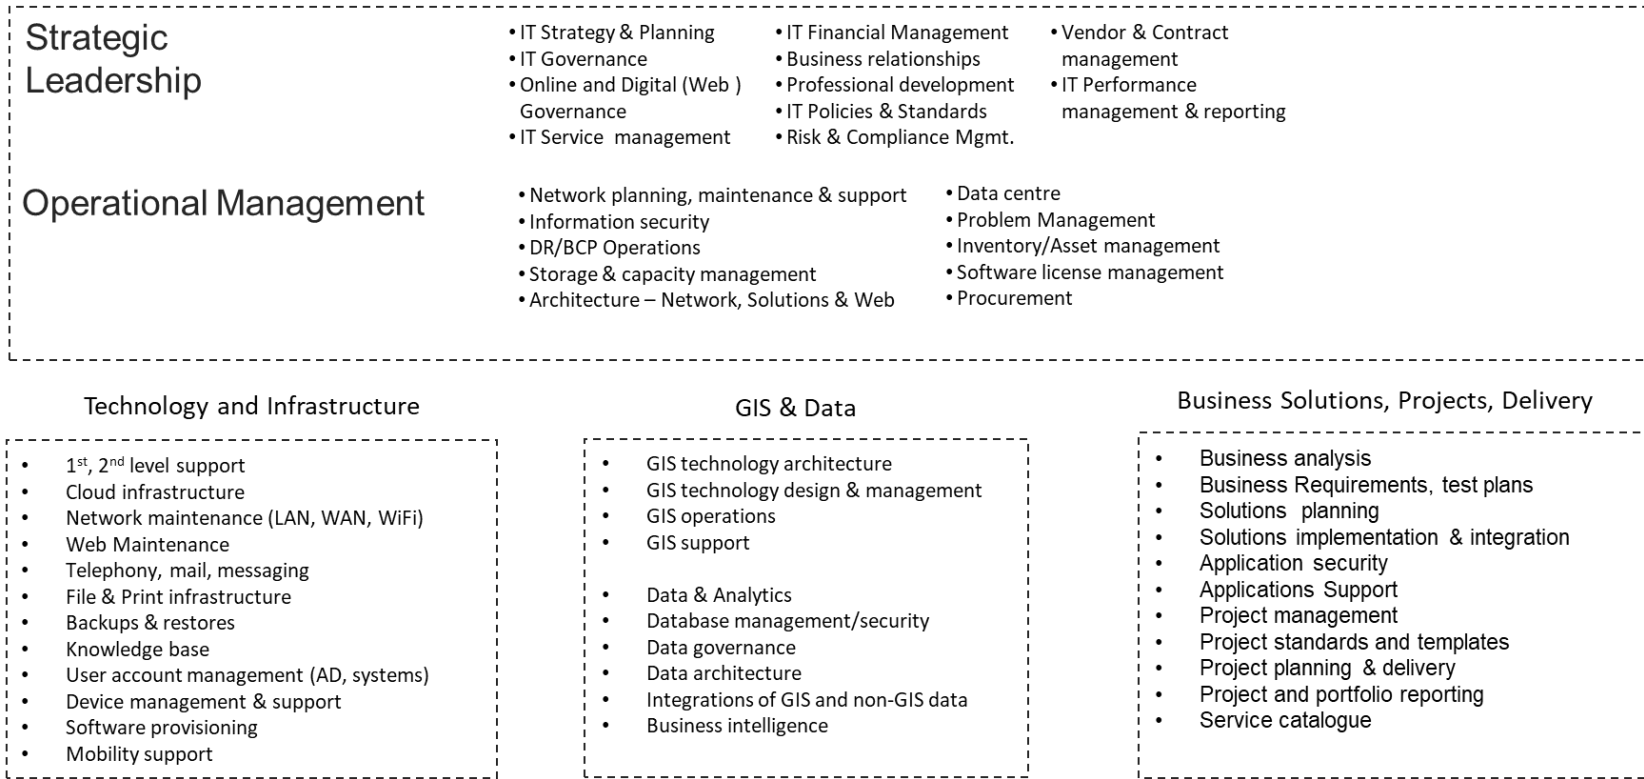 Strategic
Leadership
• IT Strategy & Planning
• IT Governance
• Online and Digital (Web )
Governance
• IT Service management
• IT Financial Management
• Business relationships
• Professional development
• IT Policies & Standards
• Risk & Compliance Mgmt.
• Vendor & Contract
management
• IT Performance
management & reporting
Operational Management
• Network planning, maintenance & support
• Information security
• DR/BCP Operations
• Storage & capacity management
• Architecture – Network, Solutions & Web
• Data centre
• Problem Management
• Inventory/Asset management
• Software license management
• Procurement
Technology and Infrastructure
• 1st, 2nd level support
• Cloud infrastructure
• Network maintenance (LAN, WAN, WiFi)
• Web Maintenance
• Telephony, mail, messaging
• File & Print infrastructure
• Backups & restores
• Knowledge base
• User account management (AD, systems)
• Device management & support
• Software provisioning
• Mobility support
GIS & Data
• GIS technology architecture
• GIS technology design & management
• GIS operations
• GIS support
• Data & Analytics
• Database management/security
• Data governance
• Data architecture
• Integrations of GIS and non-GIS data
• Business intelligence
Business Solutions, Projects, Delivery
• Business analysis
• Business Requirements, test plans
• Solutions planning
• Solutions implementation & integration
• Application security
• Applications Support
• Project management
• Project standards and templates
• Project planning & delivery
• Project and portfolio reporting
• Service catalogue